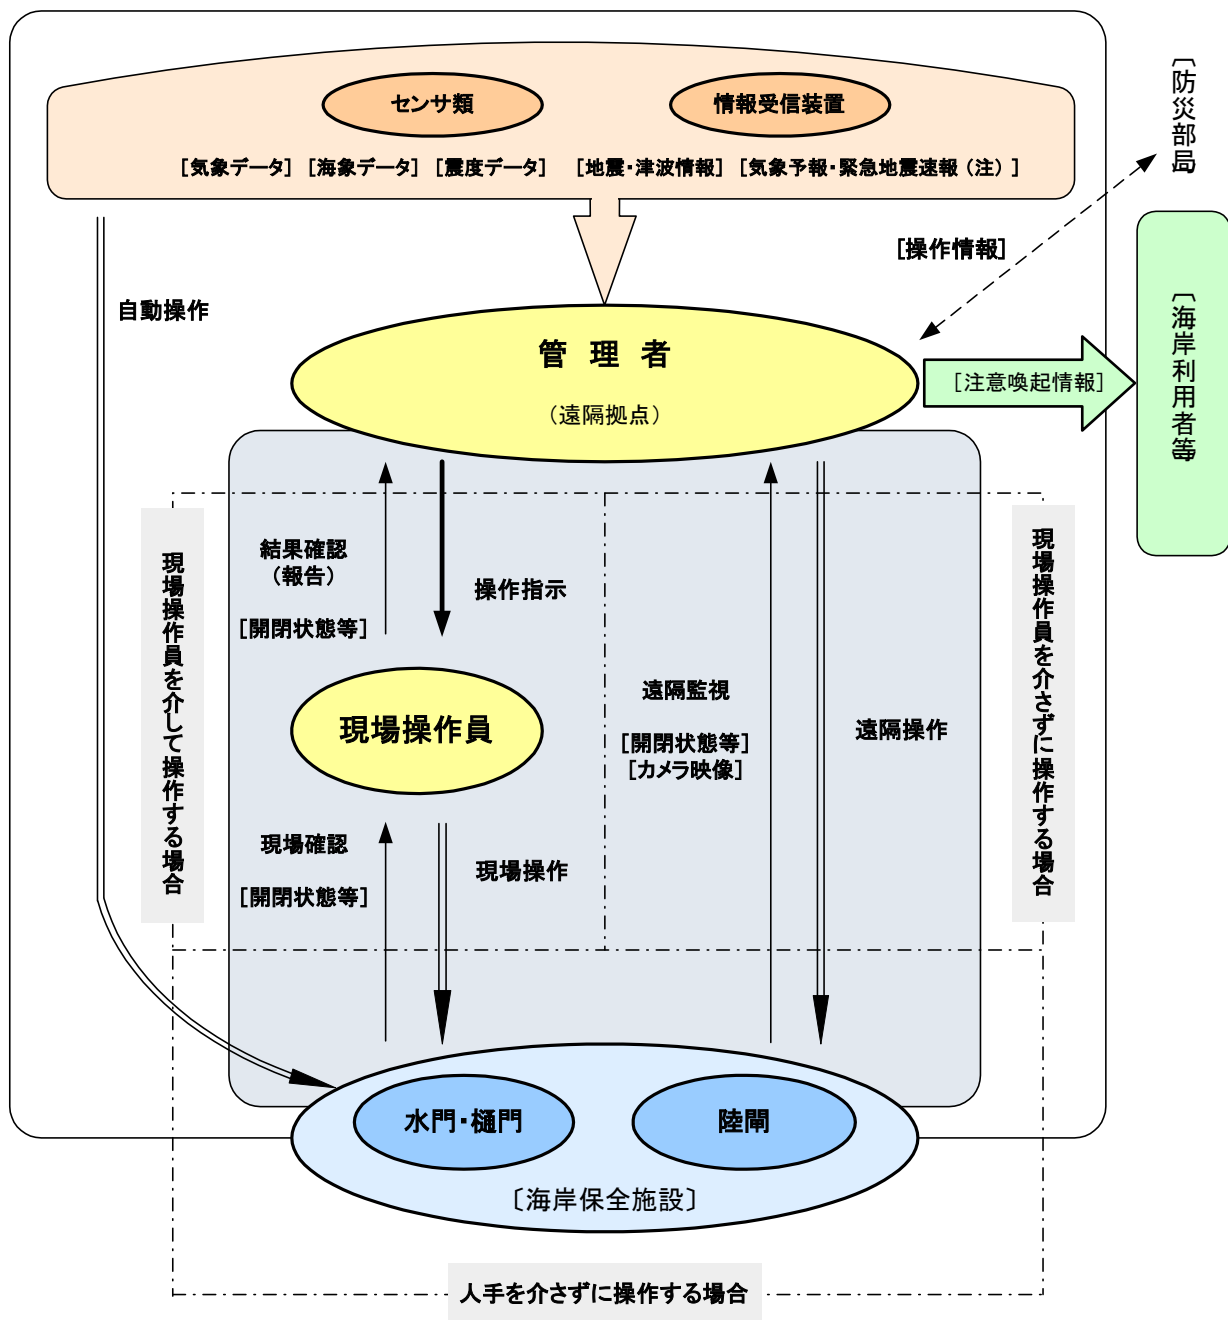 センサ類
情報受信装置
[気象データ] [海象データ] [震度データ]
[地震・津波情報] [気象予報・緊急地震速報（注）]
〔防災部局〕
[操作情報]
自動操作
管理者
（遠隔拠点）
[注意喚起情報]
〔海岸利用者等〕
結果確認
（報告）
[開閉状態等]
操作指示
現場操作員を介して操作する場合
現場操作員を介さずに操作する場合
現場操作員
遠隔監視
[開閉状態等]
[カメラ映像]
遠隔操作
現場確認
[開閉状態等]
現場操作
水門・樋門
陸閘
〔海岸保全施設〕
人手を介さずに操作する場合